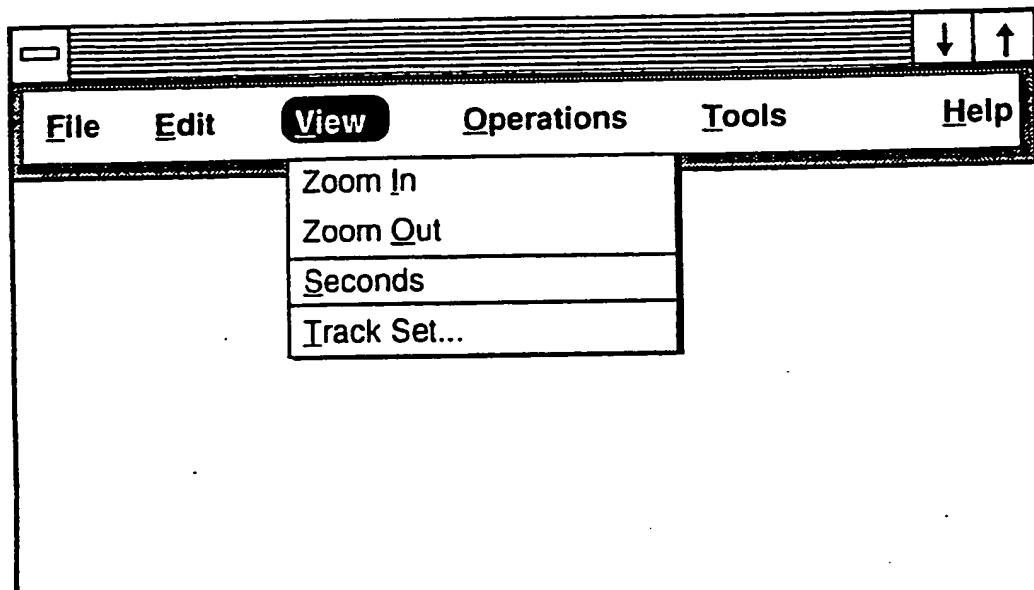 File Edit View Operations Tools Help
Zoom In
Zoom Out
Seconds
Track Set...